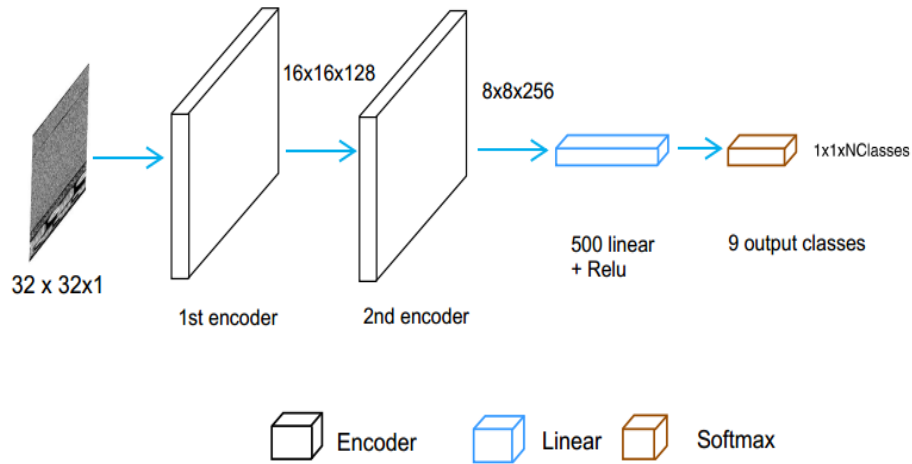 16x16x128
8x8x256
1x1xNClasses
32 x 32x1
500 linear
+ Relu
9 output classes
1st encoder
2nd encoder
Encoder
Linear
Softmax